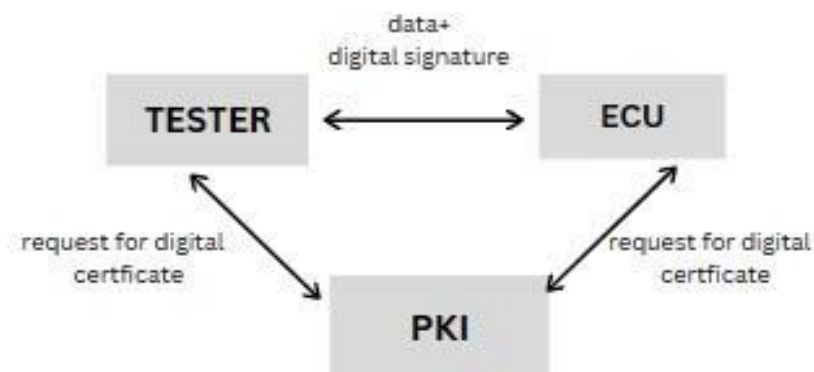 data+
digital signature
TESTER
ECU
request for digital
certficate
request for digital
certficate
PKI